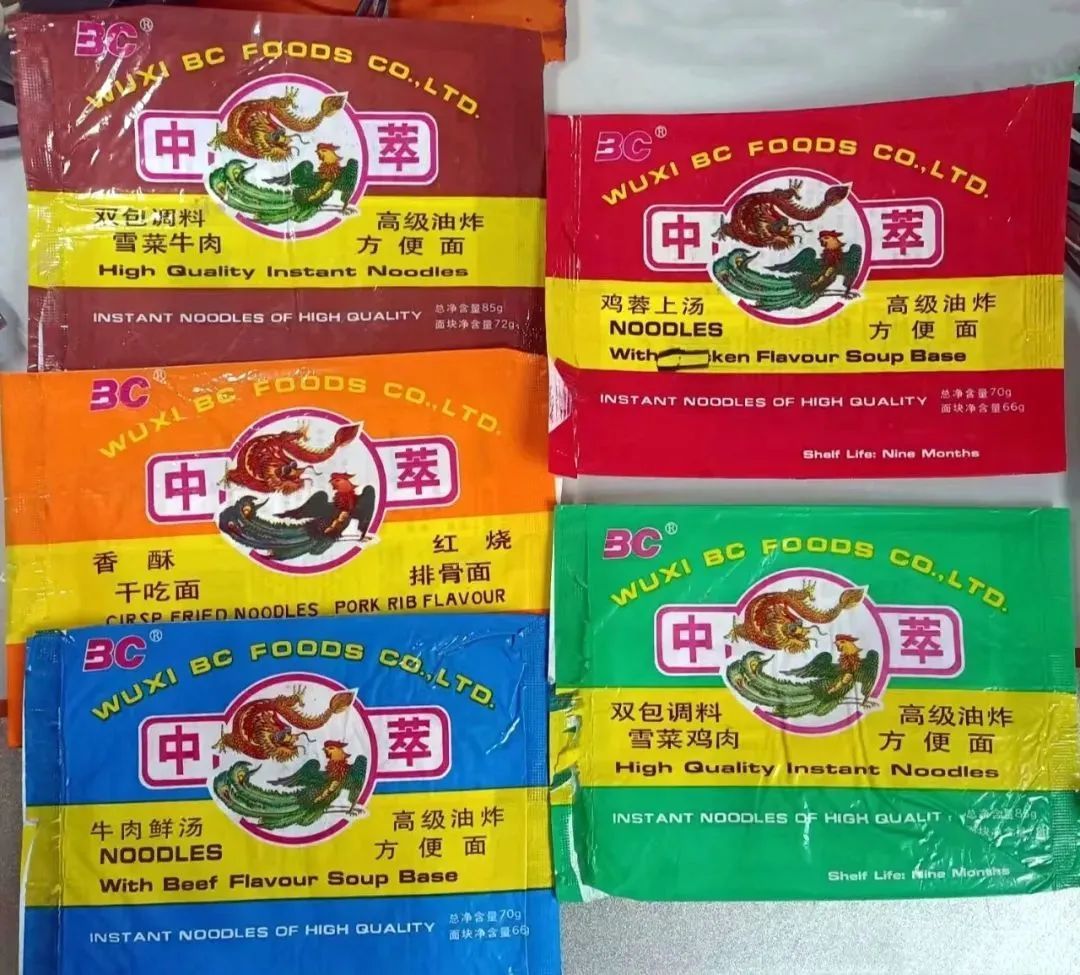 BC®
WUXI BC FOODS CO.,LTD.
中 萃
双包调料 高级油炸
雪菜牛肉 方便面
High Quality Instant Noodles
INSTANT NOODLES OF HIGH QUALITY
总净含量85g
面块净含量72g
BC®
WUXI BC FOODS CO.,LTD.
中 萃
鸡蓉上汤 高级油炸
NOODLES 方便面
With ken Flavour Soup Base
INSTANT NOODLES OF HIGH QUALITY
总净含量70g
面块净含量66g
Shelf Life: Nine Months
BC®
WUXI BC FOODS CO.,LTD.
中 萃
香酥 红烧
干吃面 排骨面
CIRSP FRIED NOODLES PORK RIB FLAVOUR
BC®
WUXI BC FOODS CO.,LTD.
中 萃
双包调料 高级油炸
雪菜鸡肉 方便面
High Quality Instant Noodles
INSTANT NOODLES OF HIGH QUALIT
总净含量85g
Shelf Life: Nine Months
BC®
WUXI BC FOODS CO.,LTD.
中 萃
牛肉鲜汤 高级油炸
NOODLES 方便面
With Beef Flavour Soup Base
INSTANT NOODLES OF HIGH QUALITY
总净含量70g
面块净含量66g